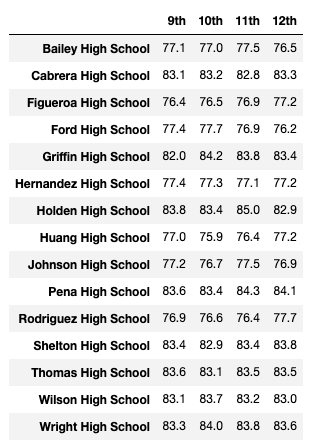 9th 10th 11th 12th
Bailey High School 77.1 77.0 77.5 76.5
Cabrera High School 83.1 83.2 82.8 83.3
Figueroa High School 76.4 76.5 76.9 77.2
Ford High School 77.4 77.7 76.9 76.2
Griffin High School 82.0 84.2 83.8 83.4
Hernandez High School 77.4 77.3 77.1 77.2
Holden High School 83.8 83.4 85.0 82.9
Huang High School 77.0 75.9 76.4 77.2
Johnson High School 77.2 76.7 77.5 76.9
Pena High School 83.6 83.4 84.3 84.1
Rodriguez High School 76.9 76.6 76.4 77.7
Shelton High School 83.4 82.9 83.4 83.8
Thomas High School 83.6 83.1 83.5 83.5
Wilson High School 83.1 83.7 83.2 83.0
Wright High School 83.3 84.0 83.8 83.6